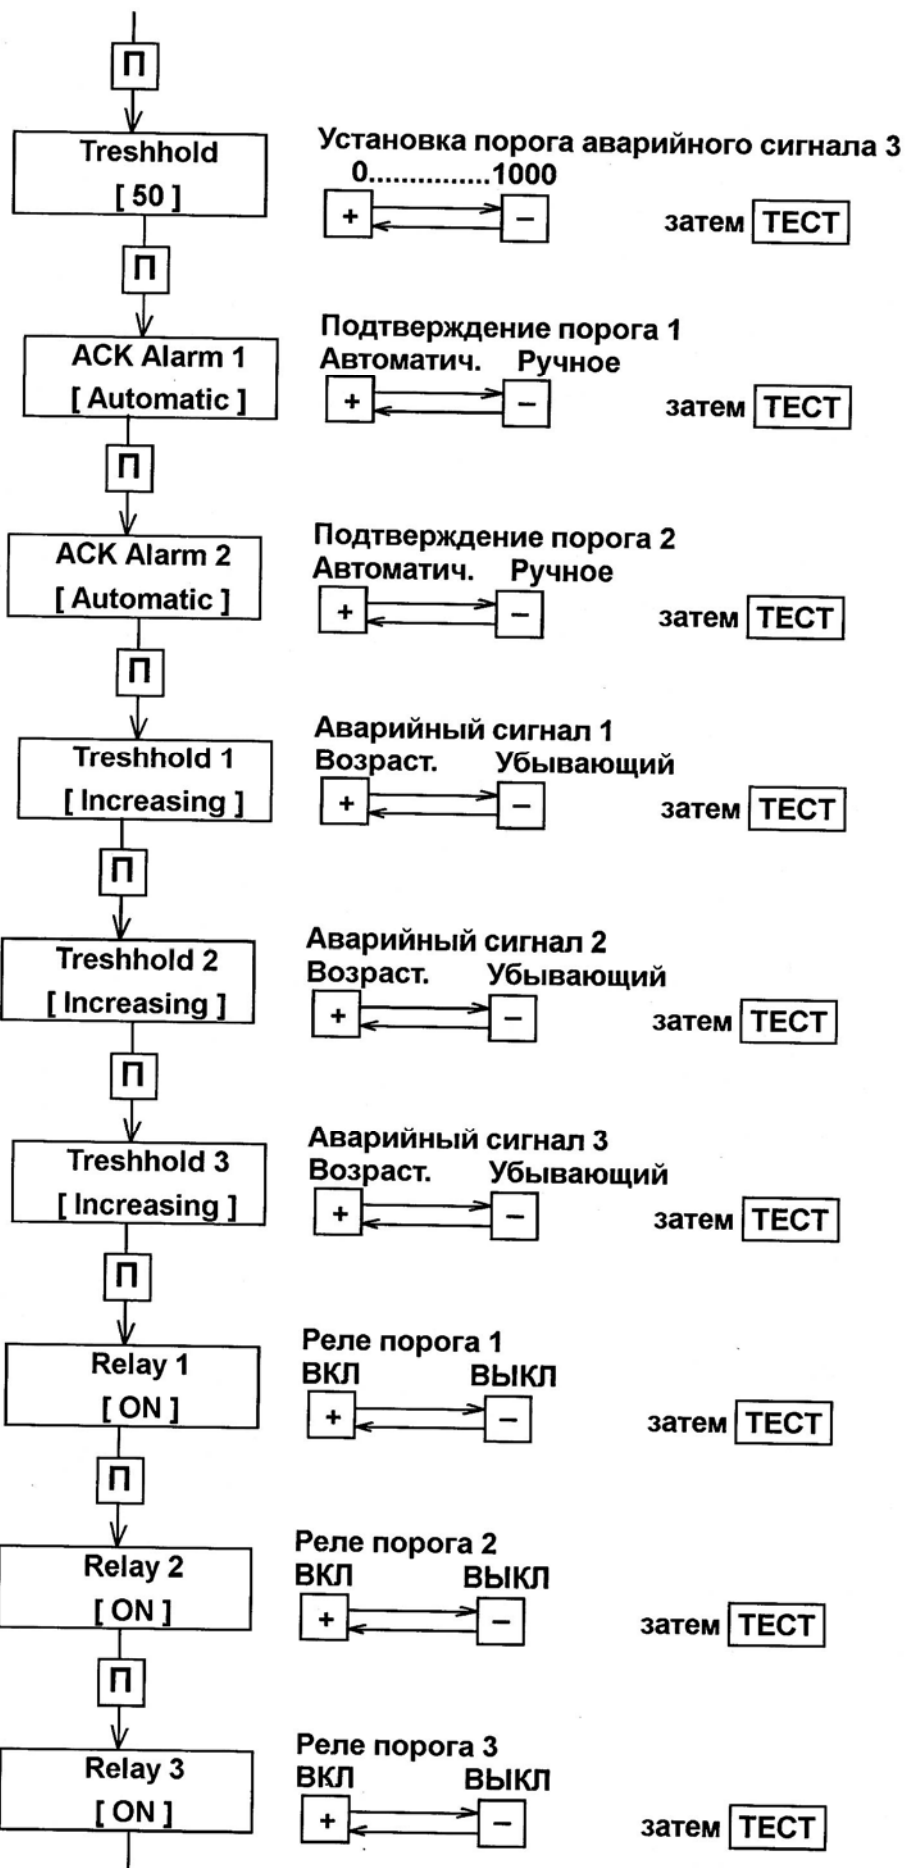 П
Treshhold
[ 50 ]
Установка порога аварийного сигнала 3
0...............1000
+ − затем ТЕСТ
П
ACK Alarm 1
[ Automatic ]
Подтверждение порога 1
Автоматич. Ручное
+ − затем ТЕСТ
П
ACK Alarm 2
[ Automatic ]
Подтверждение порога 2
Автоматич. Ручное
+ − затем ТЕСТ
П
Treshhold 1
[ Increasing ]
Аварийный сигнал 1
Возраст. Убывающий
+ − затем ТЕСТ
П
Treshhold 2
[ Increasing ]
Аварийный сигнал 2
Возраст. Убывающий
+ − затем ТЕСТ
П
Treshhold 3
[ Increasing ]
Аварийный сигнал 3
Возраст. Убывающий
+ − затем ТЕСТ
П
Relay 1
[ ON ]
Реле порога 1
ВКЛ ВЫКЛ
+ − затем ТЕСТ
П
Relay 2
[ ON ]
Реле порога 2
ВКЛ ВЫКЛ
+ − затем ТЕСТ
П
Relay 3
[ ON ]
Реле порога 3
ВКЛ ВЫКЛ
+ − затем ТЕСТ